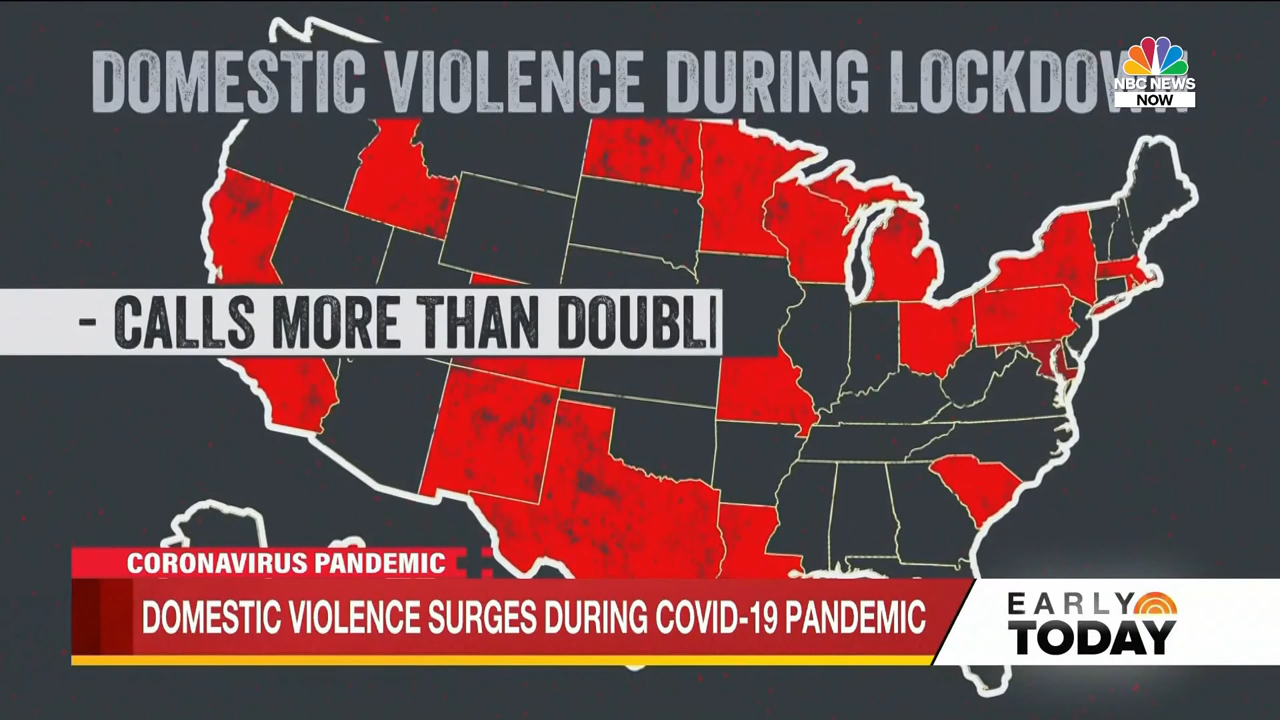 DOMESTIC VIOLENCE DURING LOCKDOWN
NBC NEWS
NOW
- CALLS MORE THAN DOUBLI
CORONAVIRUS PANDEMIC
DOMESTIC VIOLENCE SURGES DURING COVID-19 PANDEMIC
EARLY
TODAY